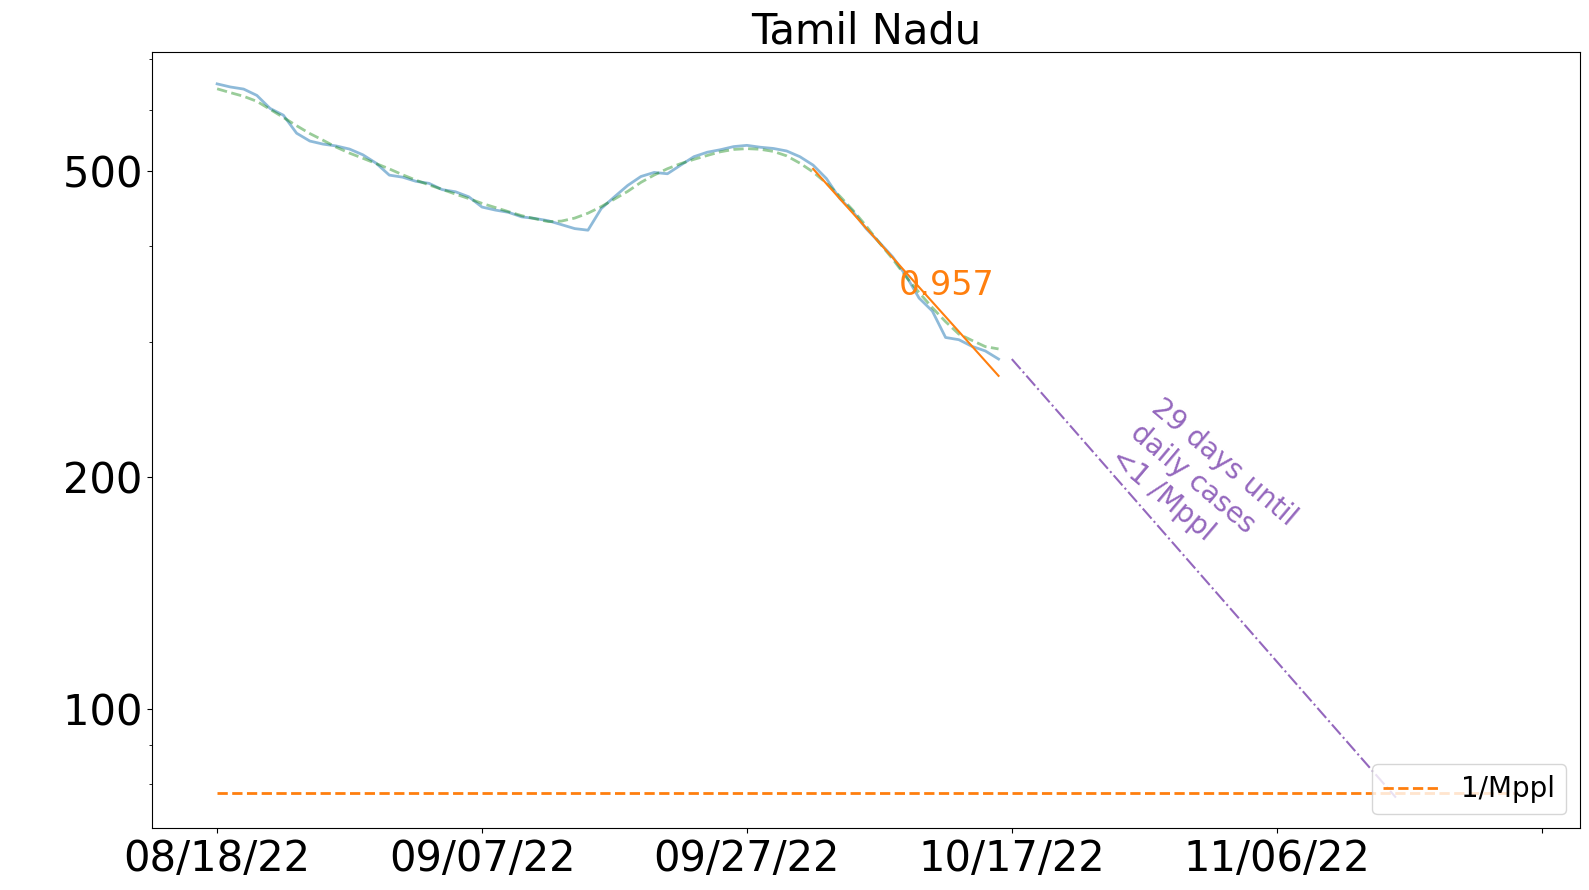 Tamil Nadu
500
200
100
0.957
29 days until
daily cases
<1 /Mppl
1/Mppl
08/18/22
09/07/22
09/27/22
10/17/22
11/06/22